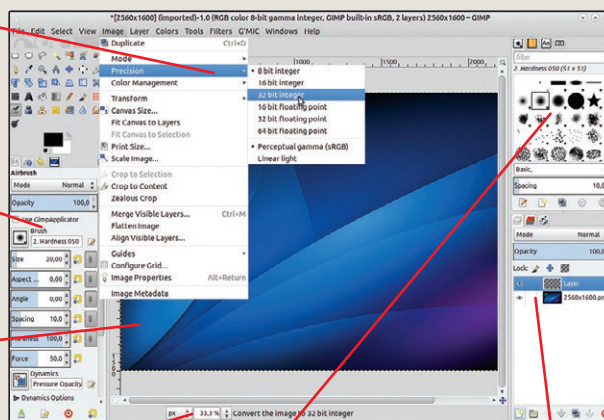 *[2560x1600] (imported)-1.0 (RGB color 8-bit gamma integer, GIMP built-in sRGB, 2 layers) 2560x1600 – GIMP
File Edit Select View Image Layer Colors Tools Filters G'MIC Windows Help
Duplicate Ctrl+D
Mode
Precision
Color Management
Transform
Canvas Size...
Fit Canvas to Layers
Fit Canvas to Selection
Print Size...
Scale Image...
Crop to Selection
Crop to Content
Zealous Crop
Merge Visible Layers... Ctrl+M
Flatten Image
Align Visible Layers...
Guides
Configure Grid...
Image Properties Alt+Return
Image Metadata
8 bit integer
16 bit integer
32 bit integer
16 bit floating point
32 bit floating point
64 bit floating point
Perceptual gamma (sRGB)
Linear light
1000
1500
2000
Airbrush
Mode Normal
Opacity 100,0
Use GimpApplicator
Brush
2. Hardness 050
Size 20,00
Aspect ... 0,00
Angle 0,00
Spacing 10,0
Hardness 100,0
Force 50,0
Dynamics
Pressure Opacity
Dynamics Options
px 33,3 % Convert the image to 32 bit integer
filter
2. Hardness 050 (51 × 51)
Basic,
Spacing 10,0
Mode Normal
Opacity 100,0
Lock:
Layer
2560x1600.pn